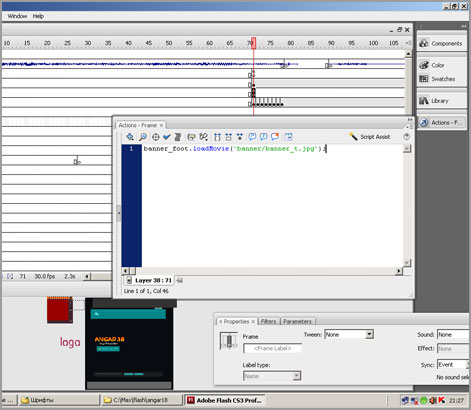 Window Help
10 15 20 25 30 35 40 45 50 55 60 65 70 75 80 85 90 95 100 105
Components
Color
Swatches
Library
Actions - F...
Actions - Frame ×
Script Assist
1 banner_foot.loadMovie('banner/banner_t.jpg');
Layer 38 : 71
Line 1 of 1, Col 46
71 30.0 fps 2.3s
logo
ANGAR 18
Properties × Filters Parameters
Frame
<Frame Label>
Label type:
Name
Tween: None
Sound: None
Effect: None
Sync: Event
No sound sel
Шрифты
C:\Max\flash\angar18
Adobe Flash CS3 Prof...
21:27